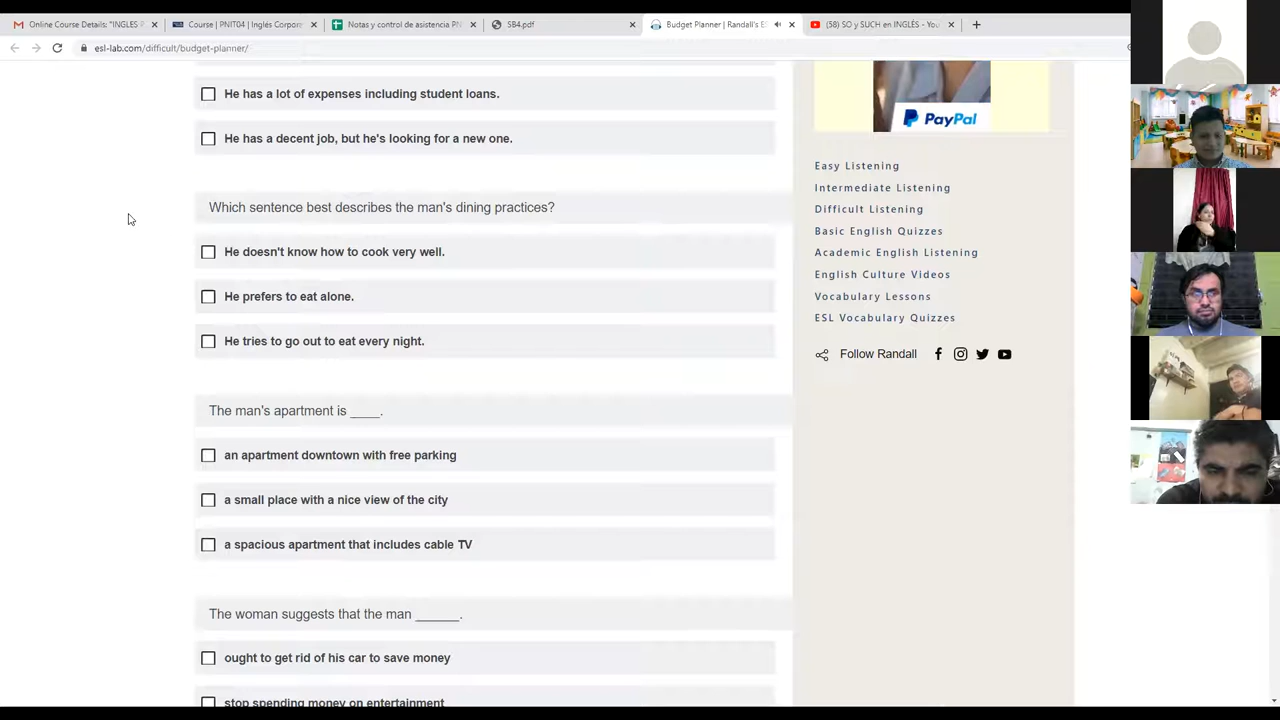 Online Course Details: "INGLES P
Course | PNIT04 | Inglés Corpor
Notas y control de asistencia PN
SB4.pdf
Budget Planner | Randall's ES
(58) SO y SUCH en INGLÉS - You
esl-lab.com/difficult/budget-planner/
He has a lot of expenses including student loans.
He has a decent job, but he's looking for a new one.
Which sentence best describes the man's dining practices?
He doesn't know how to cook very well.
He prefers to eat alone.
He tries to go out to eat every night.
The man's apartment is ____.
an apartment downtown with free parking
a small place with a nice view of the city
a spacious apartment that includes cable TV
The woman suggests that the man ______.
ought to get rid of his car to save money
stop spending money on entertainment
PayPal
Easy Listening
Intermediate Listening
Difficult Listening
Basic English Quizzes
Academic English Listening
English Culture Videos
Vocabulary Lessons
ESL Vocabulary Quizzes
Follow Randall